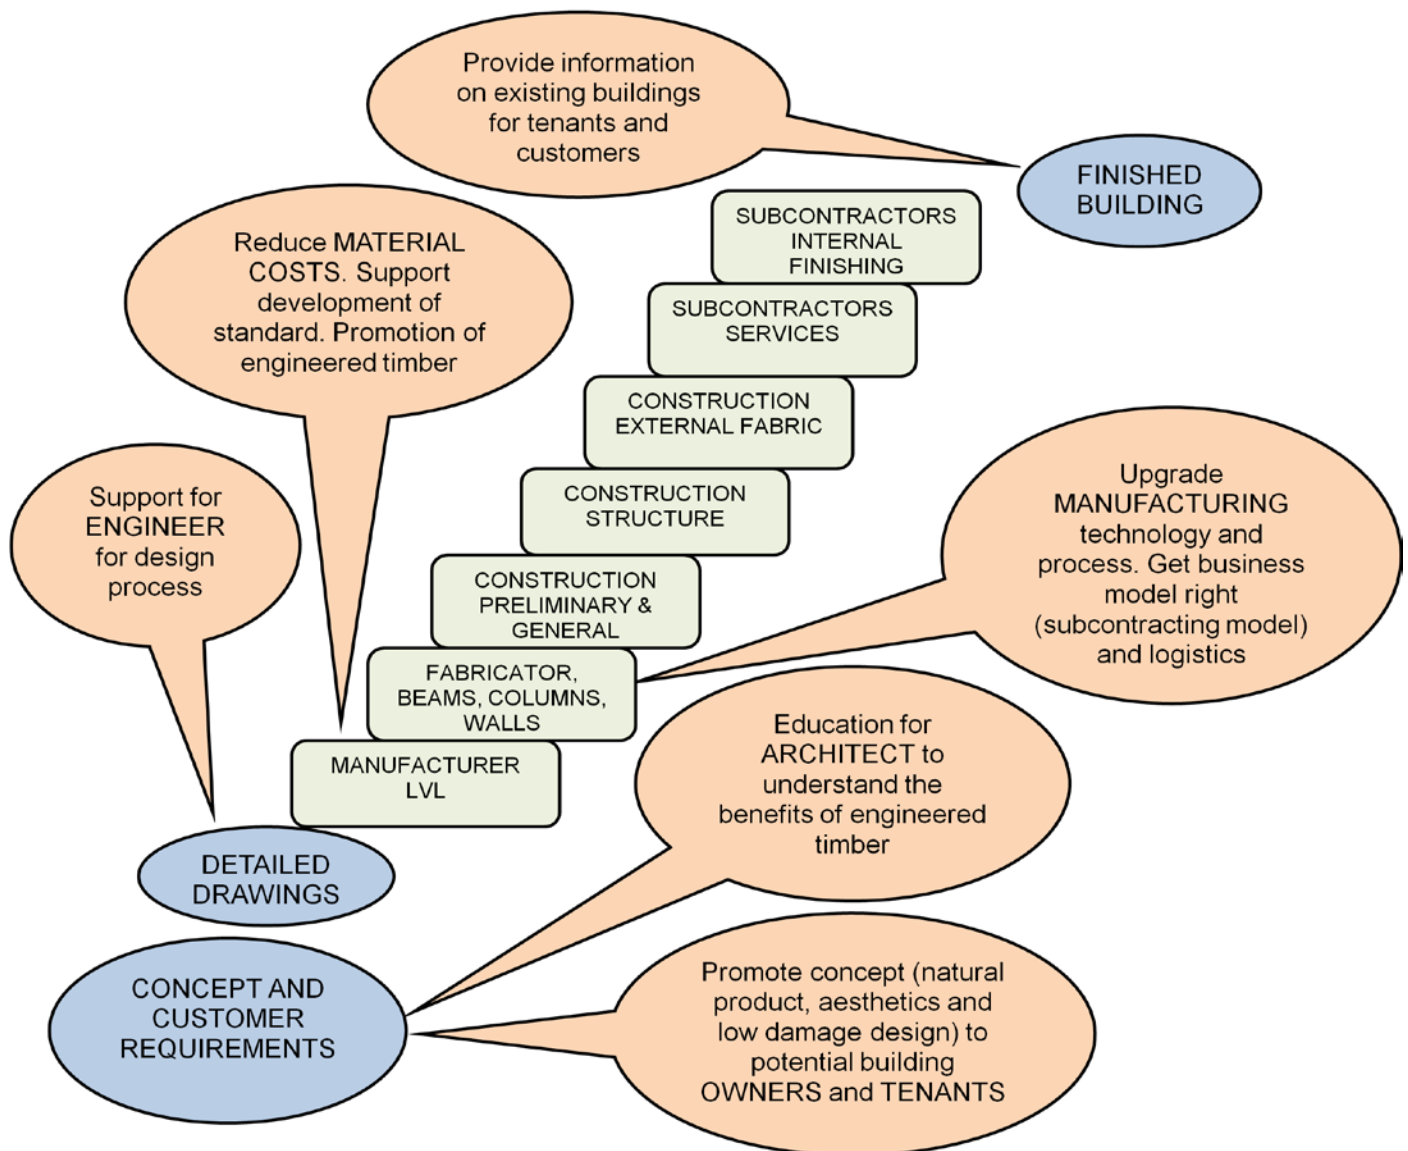 Provide information
on existing buildings
for tenants and
customers
FINISHED
BUILDING
SUBCONTRACTORS
INTERNAL
FINISHING
Reduce MATERIAL
COSTS. Support
development of
standard. Promotion of
engineered timber
SUBCONTRACTORS
SERVICES
CONSTRUCTION
EXTERNAL FABRIC
Upgrade
MANUFACTURING
technology and
process. Get business
model right
(subcontracting model)
and logistics
Support for
ENGINEER
for design
process
CONSTRUCTION
STRUCTURE
CONSTRUCTION
PRELIMINARY &
GENERAL
FABRICATOR,
BEAMS, COLUMNS,
WALLS
MANUFACTURER
LVL
Education for
ARCHITECT to
understand the
benefits of engineered
timber
DETAILED
DRAWINGS
CONCEPT AND
CUSTOMER
REQUIREMENTS
Promote concept (natural
product, aesthetics and
low damage design) to
potential building
OWNERS and TENANTS